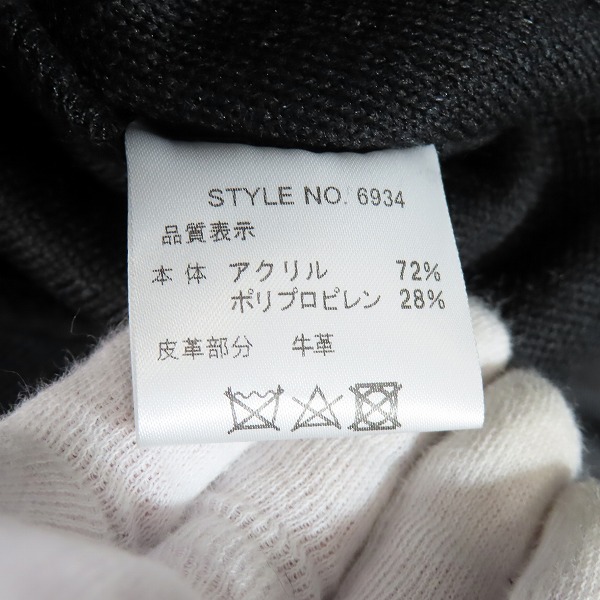 STYLE NO. 6934
品質表示
本体 アクリル 72%
ポリプロピレン 28%
皮革部分 牛革